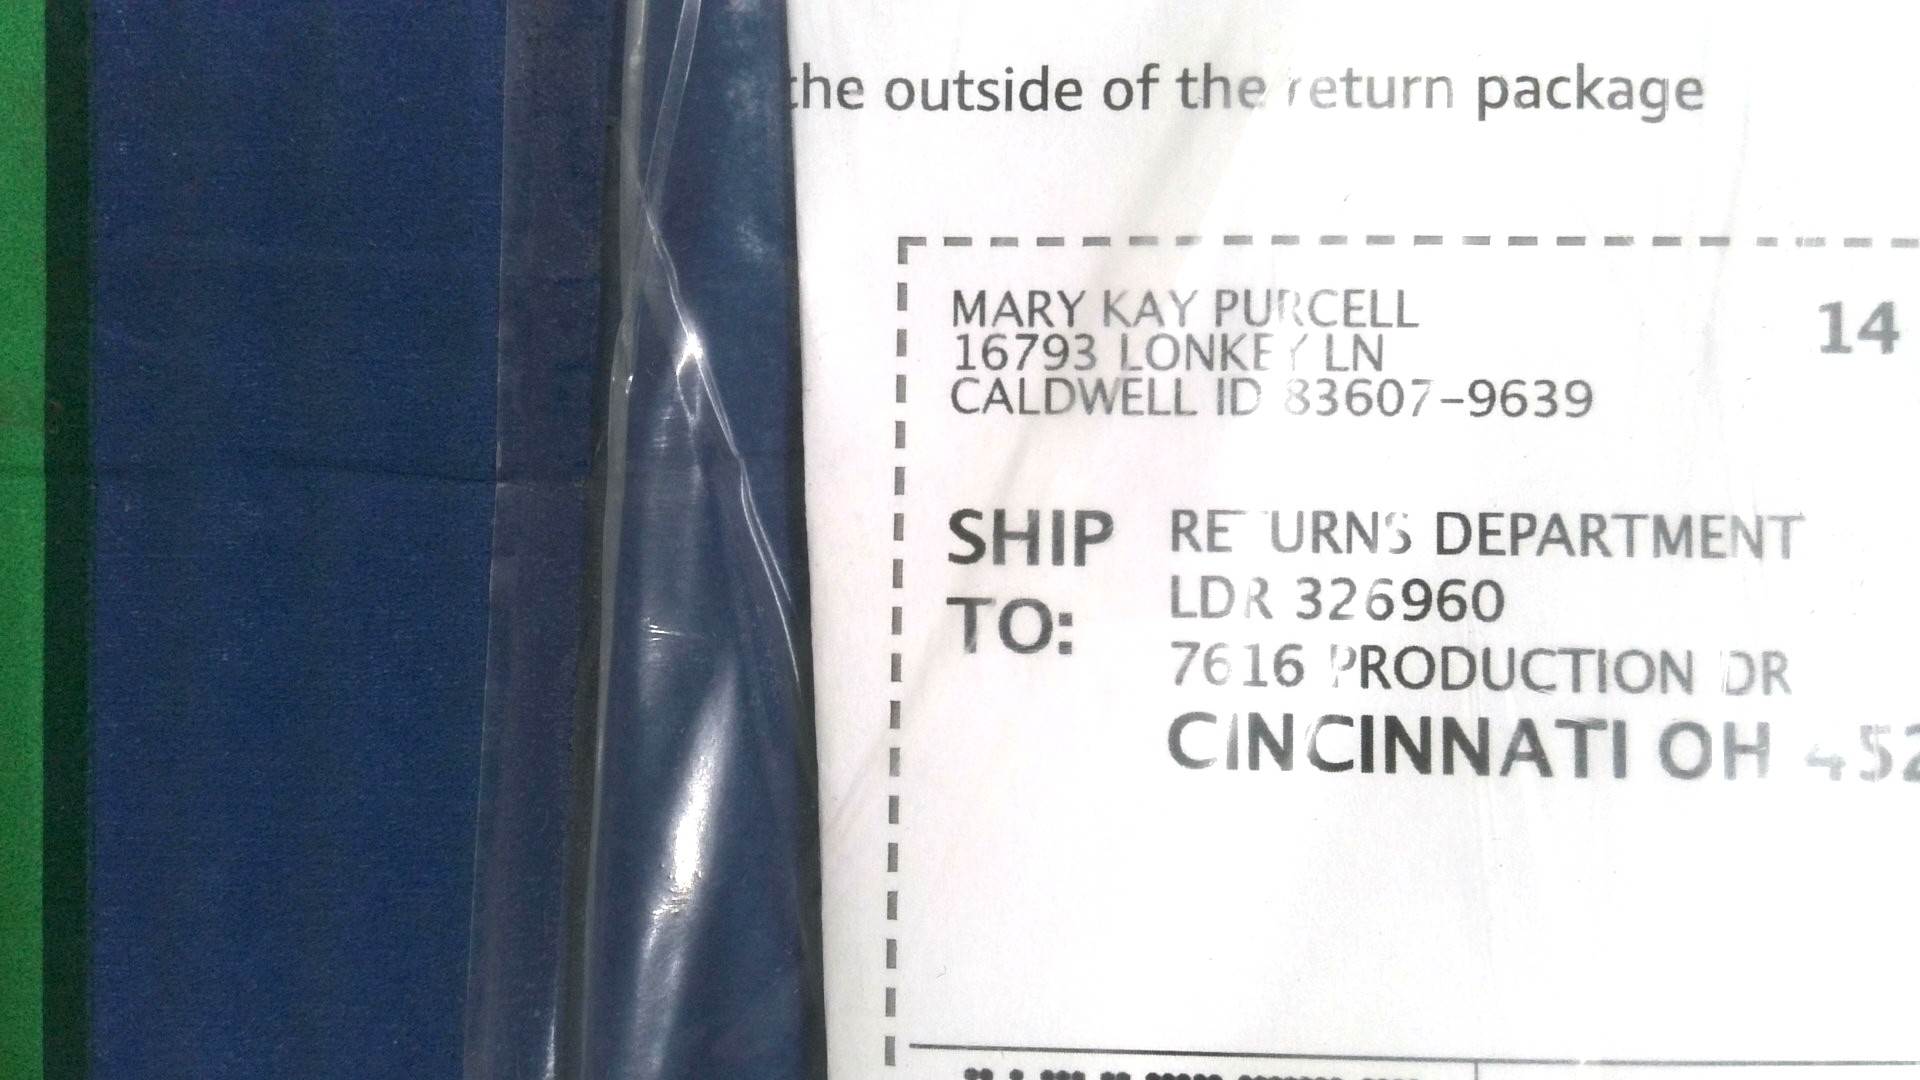 the outside of the return package
MARY KAY PURCELL
14
16793 LONKEY LN
CALDWELL ID 83607-9639
SHIP TO:
RETURNS DEPARTMENT
LDR 326960
7616 PRODUCTION DR
CINCINNATI OH 452